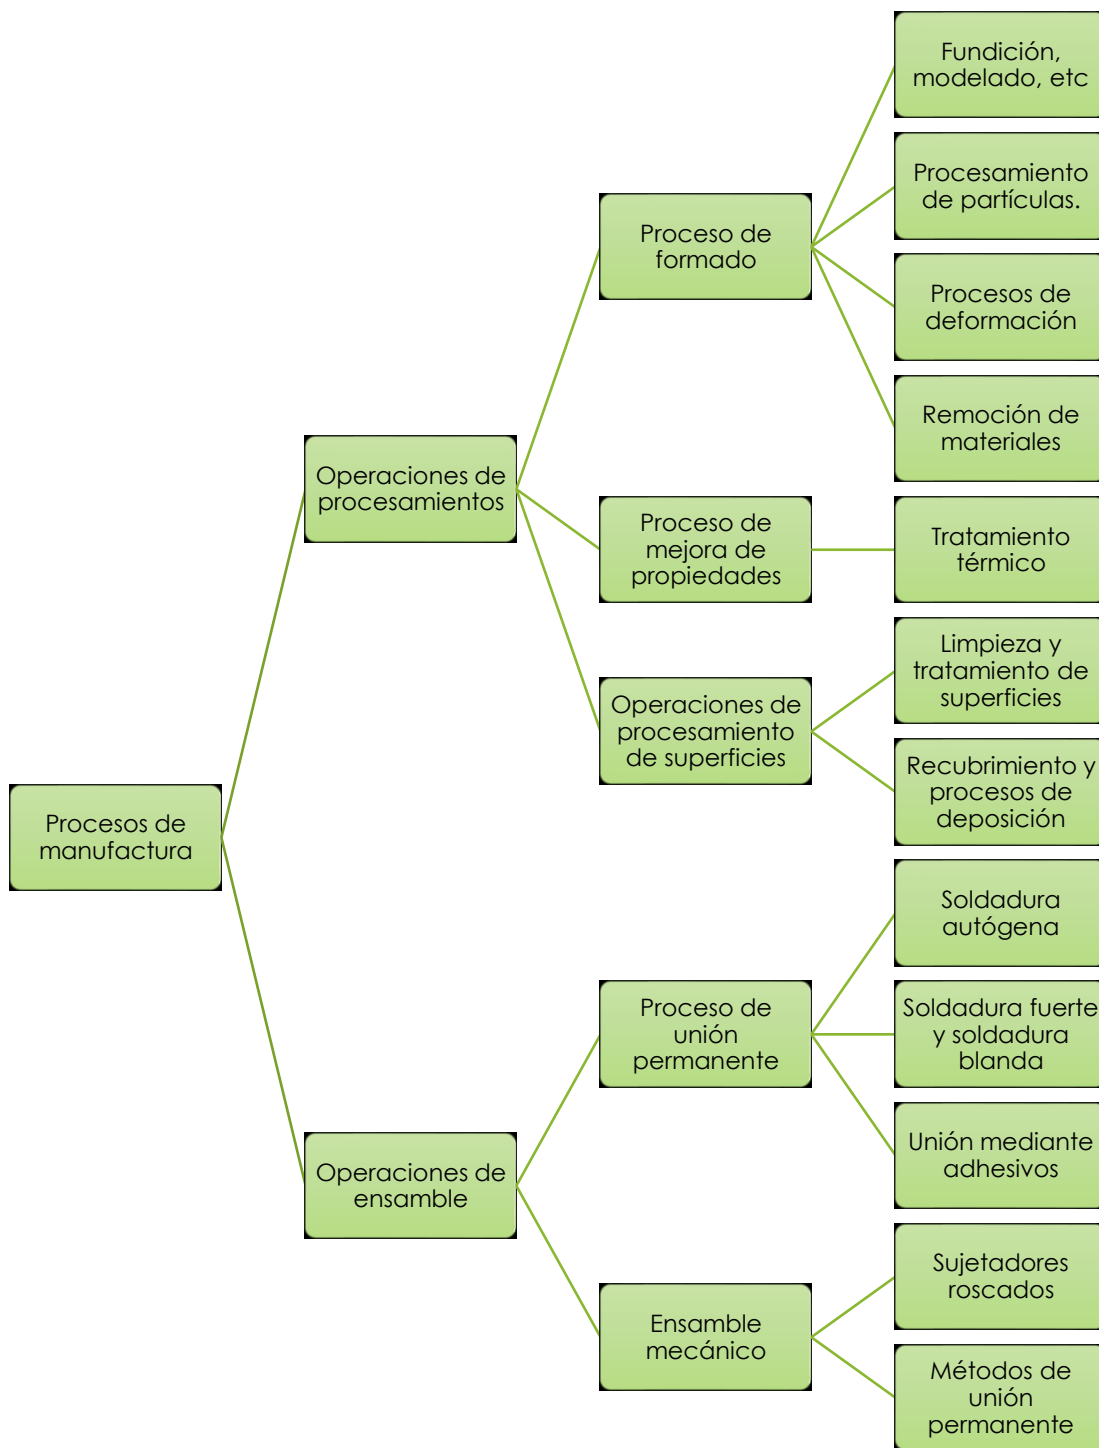 Fundición,
modelado, etc
Procesamiento
de partículas.
Proceso de
formado
Procesos de
deformación
Remoción de
materiales
Operaciones de
procesamientos
Proceso de
mejora de
propiedades
Tratamiento
térmico
Limpieza y
tratamiento de
superficies
Operaciones de
procesamiento
de superficies
Recubrimiento y
procesos de
deposición
Procesos de
manufactura
Soldadura
autógena
Proceso de
unión
permanente
Soldadura fuerte
y soldadura
blanda
Unión mediante
adhesivos
Operaciones de
ensamble
Sujetadores
roscados
Ensamble
mecánico
Métodos de
unión
permanente